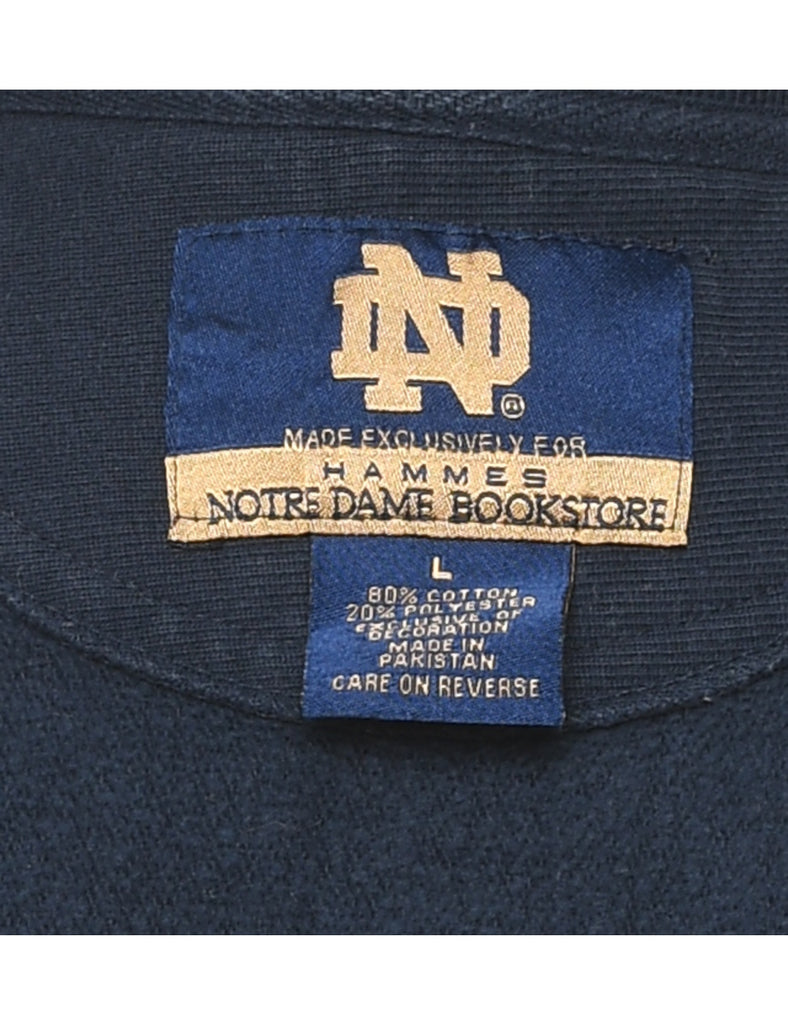 ND®
MADE EXCLUSIVELY FOR
HAMMES
NOTRE DAME BOOKSTORE
L
80% COTTON
20% POLYESTER
EXCLUSIVE OF
DECORATION
MADE IN
PAKISTAN
CARE ON REVERSE